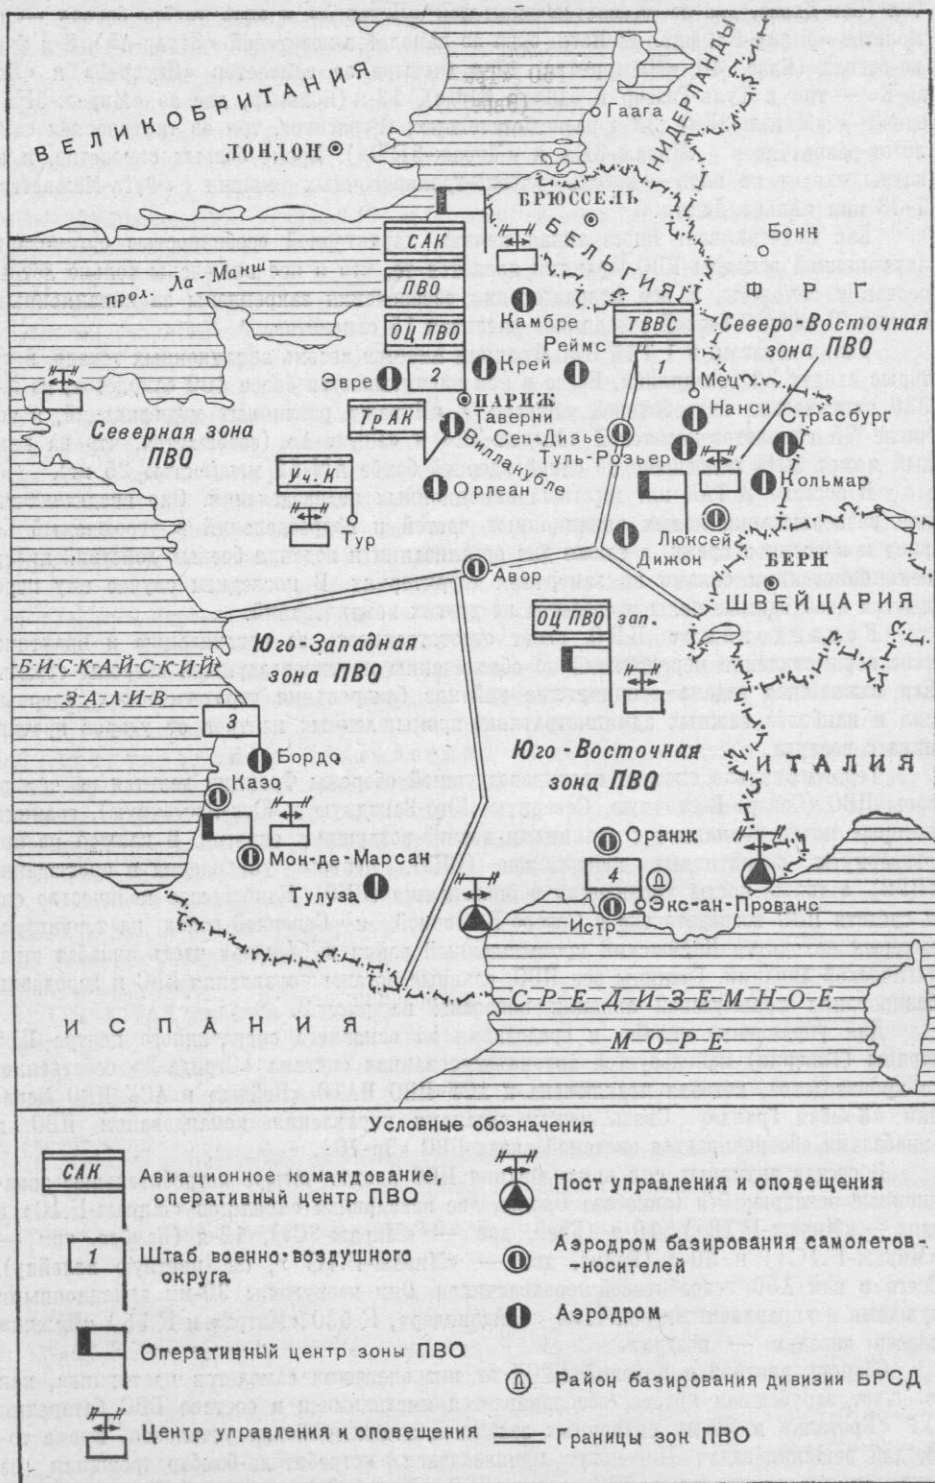 ВЕЛИКОБРИТАНИЯ
ЛОНДОН
Гаага
НИДЕРЛАНДЫ
БРЮССЕЛЬ
БЕЛЬГИЯ
Бонн
ФРГ
прол. Ла-Манш
САК
ПВО
ОЦ ПВО
2
Камбре
Реймс
ТВВС
1
Северо-Восточная
зона ПВО
Эвре
Крей
Мец
ПАРИЖ
ТрАК
Таверни
Виллакубле
Сен-Дизье
Нанси
Страсбург
Туль-Розьер
Кольмар
Северная зона
ПВО
Уч.К
Орлеан
Тур
Люксей
Дижон
БЕРН
Авор
ШВЕЙЦАРИЯ
ОЦ ПВО зап.
Юго-Западная
зона ПВО
БИСКАЙСКИЙ
ЗАЛИВ
3
Бордо
Казо
Юго-Восточная
зона ПВО
ИТАЛИЯ
Оранж
Мон-де-Марсан
4
Тулуза
Экс-ан-Прованс
Истр
СРЕДИЗЕМНОЕ
МОРЕ
ИСПАНИЯ
Условные обозначения
САК
Авиационное командование,
оперативный центр ПВО
1
Штаб военно-воздушного
округа
Оперативный центр зоны ПВО
Центр управления и оповещения
Пост управления и оповещения
Аэродром базирования самолетов-
-носителей
Аэродром
Район базирования дивизии БРСД
Границы зон ПВО